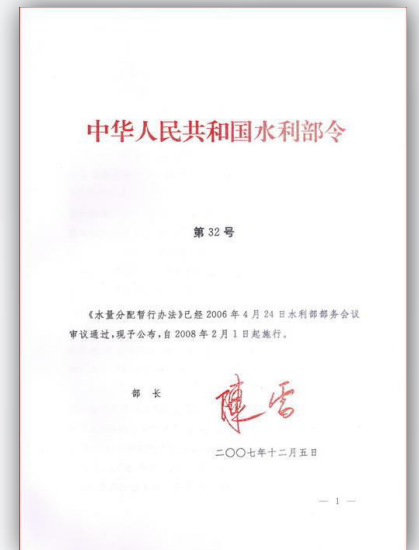 中华人民共和国水利部令
第 32 号
《水量分配暂行办法》已经 2006 年 4 月 24 日水利部部务会议
审议通过,现予公布,自 2008 年 2 月 1 日起施行。
部 长 陳雷
二〇〇七年十二月五日
— 1 —